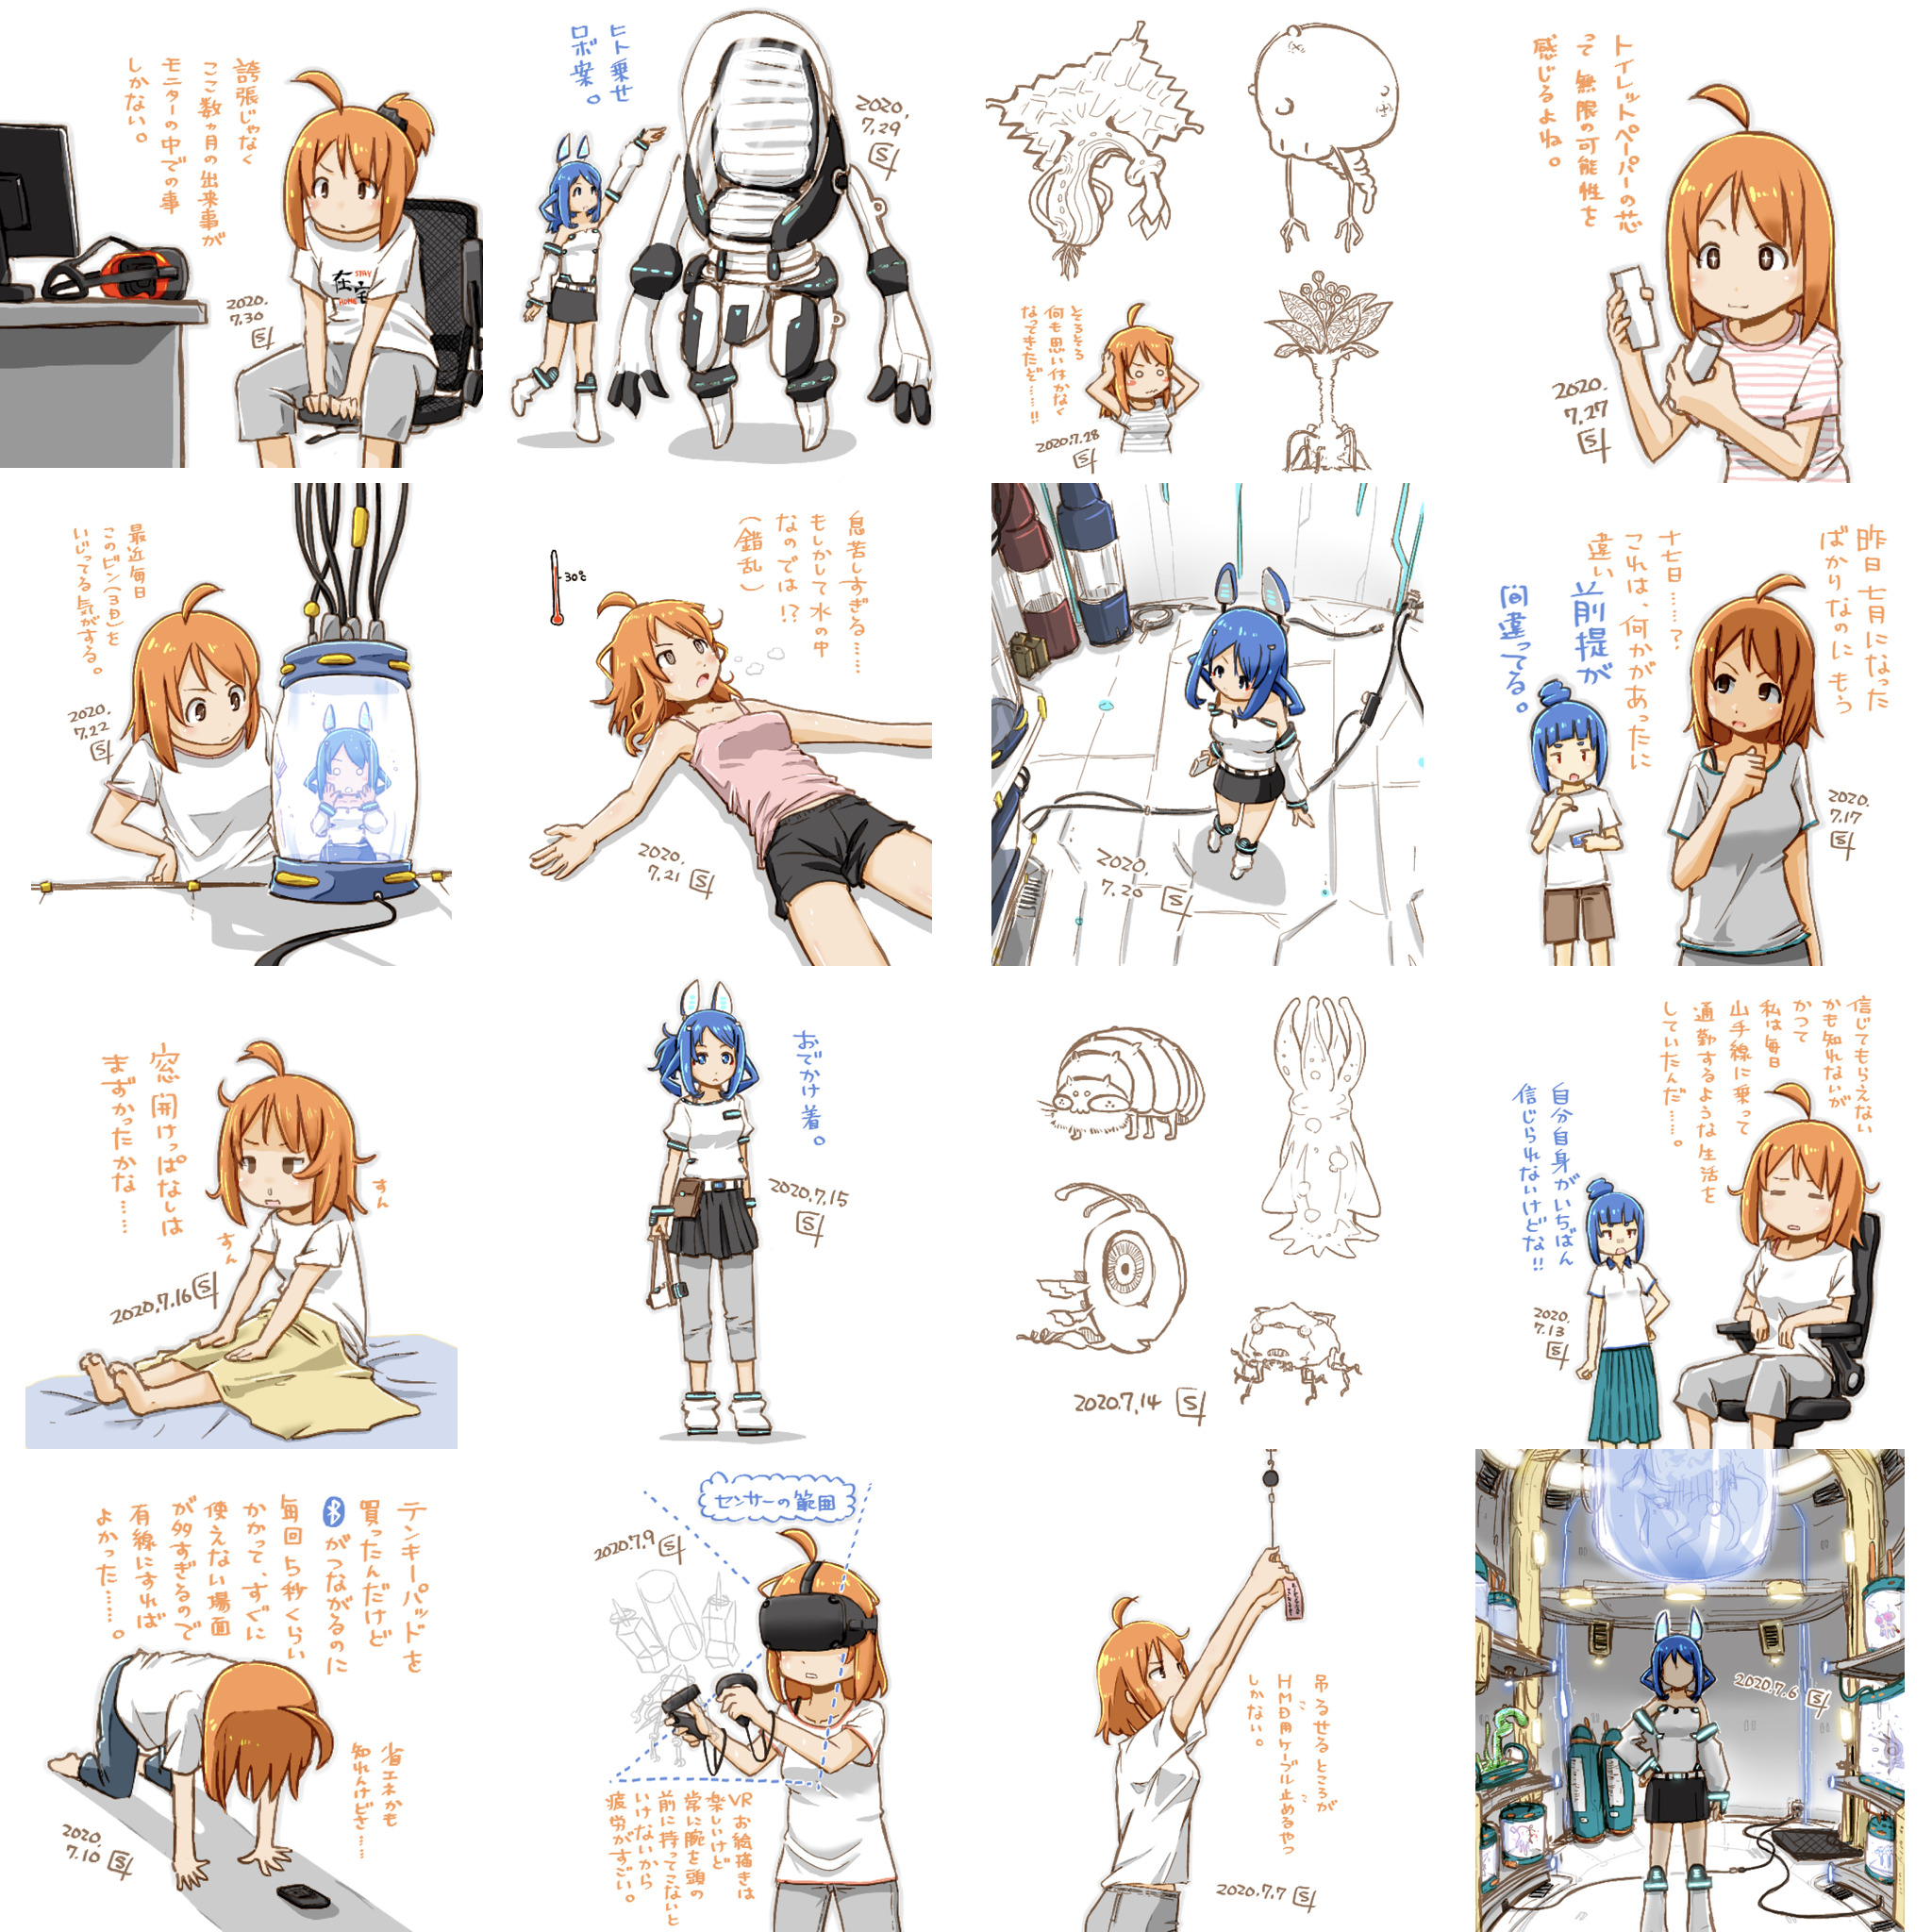 誇張じゃなく
ここ数ヵ月の出来事が
モニターの中での事
しかない。
在宅
STAY
HOME
2020.
7.30
S
ヒト乗せ
ロボ案。
2020.
7.29
S
そろそろ
何も思い付かなく
なってきたぞ……!!
2020.7.28
S
トイレットペーパーの芯
って無限の可能性を
感じるよね。
2020.
7.27
S
最近毎日
このビン(3D)を
いじってる気がする。
2020.
7.22
S
30℃
息苦しすぎる……
もしかして水の中
なのでは!?
(錯乱)
2020.
7.21
S
2020.
7.20
S
昨日七月になった
ばかりなのにもう
十七日……?
これは、何かがあったに
違い
前提が
間違ってる。
2020.
7.17
S
窓開けっぱなしは
まずかったかな……
すん
すん
2020.7.16
S
おでかけ着。
2020.7.15
S
2020.7.14
S
信じてもらえない
かも知れないが
かつて
私は毎日
山手線に乗って
通勤するような生活を
していたんだ……。
自分自身がいちばん
信じられないけどな!!
2020.
7.13
S
テンキーパッドを
買ったんだけど
がつながるのに
毎回5秒くらい
かかって、すぐに
使えない場面
が多すぎるので
有線にすれば
よかった……。
省エネかも
知れんけどさ……
2020.
7.10
S
センサーの範囲
2020.7.9
S
VRお絵描きは
楽しいけど
常に腕を頭の
前に持ってこないと
いけないから
疲労がすごい。
吊るせるところが
HMD用ケーブル止めるやつ
しかない。
2020.7.7
S
2020.7.6
S